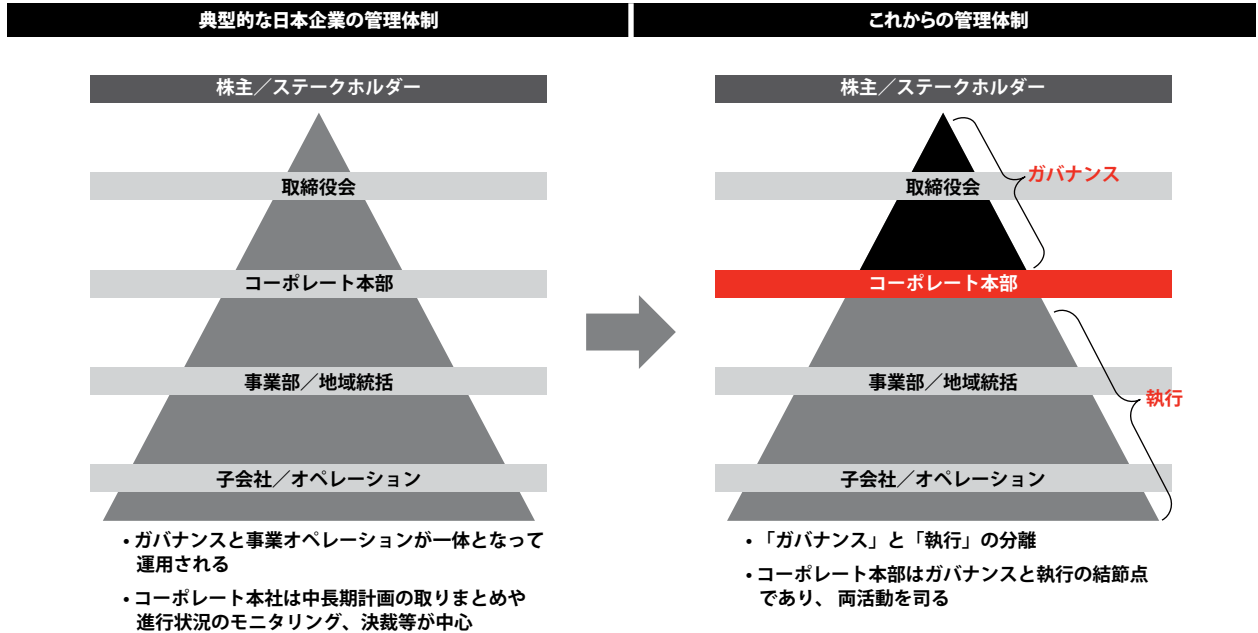 典型的な日本企業の管理体制
株主／ステークホルダー
取締役会
コーポレート本部
事業部／地域統括
子会社／オペレーション
• ガバナンスと事業オペレーションが一体となって
運用される
• コーポレート本社は中長期計画の取りまとめや
進行状況のモニタリング、決裁等が中心
これからの管理体制
株主／ステークホルダー
ガバナンス
取締役会
コーポレート本部
事業部／地域統括
執行
子会社／オペレーション
• 「ガバナンス」と「執行」の分離
• コーポレート本部はガバナンスと執行の結節点
であり、 両活動を司る